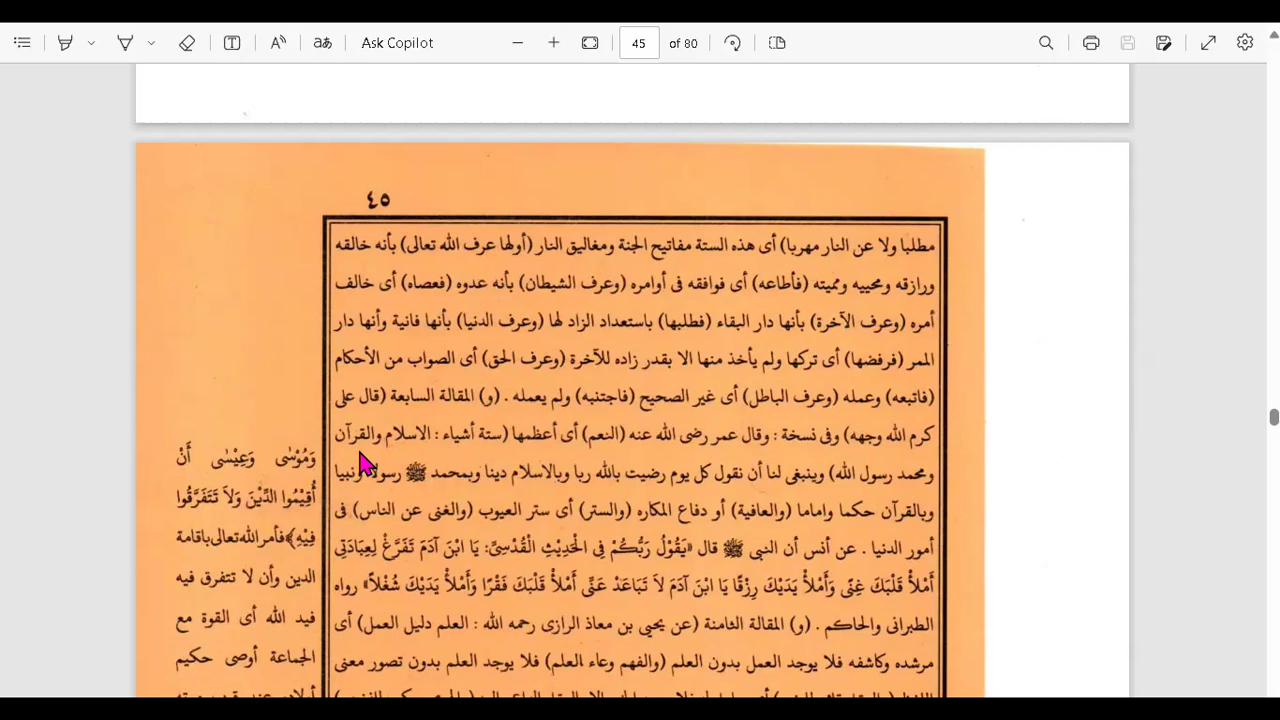 Ask Copilot
45 of 80
٤٥
مطلبا ولا عن النار مهربا) أى هذه الستة مفاتيح الجنة ومغاليق النار (أولها عرف الله تعالى) بأنه خالقه
ورازقه ومحييه ومميته (فأطاعه) أى فوافقه فى أوامره (وعرف الشيطان) بأنه عدوه (فعصاه) أى خالف
أمره (وعرف الآخرة) بأنها دار البقاء (فطلبها) باستعداد الزاد لها (وعرف الدنيا) بأنها فانية وأنها دار
الممر (فرفضها) أى تركها ولم يأخذ منها الا بقدر زاده للآخرة (وعرف الحق) أى الصواب من الأحكام
(فاتبعه) وعمله (وعرف الباطل) أى غير الصحيح (فاجتنبه) ولم يعمله . (و) المقالة السابعة (قال على
كرم الله وجهه) وفى نسخة : وقال عمر رضى الله عنه (النعم) أى أعظمها (ستة أشياء : الاسلام والقرآن
ومحمد رسول الله) وينبغى لنا أن نقول كل يوم رضيت بالله ربا وبالاسلام دينا وبمحمد ﷺ رسولا ونبيا
وبالقرآن حكما واماما (والعافية) أو دفاع المكاره (والستر) أى ستر العيوب (والغنى عن الناس) فى
أمور الدنيا . عن أنس أن النبى ﷺ قال «يَقُوْلُ رَبُّكُمْ فِى الْحَدِيْثِ الْقُدْسِىِّ: يَا ابْنَ آدَمَ تَفَرَّغْ لِعِبَادَتِى
أَمْلأْ قَلْبَكَ غِنًى وَأَمْلأْ يَدَيْكَ رِزْقًا يَا ابْنَ آدَمَ لاَ تَبَاعَدْ عَنِّى أَمْلأْ قَلْبَكَ فَقْرًا وَأَمْلأْ يَدَيْكَ شُغْلاً» رواه
الطبرانى والحاكم . (و) المقالة الثامنة (عن يحيى بن معاذ الرازى رحمه الله : العلم دليل العمل) أى
مرشده وكاشفه فلا يوجد العمل بدون العلم (والفهم وعاء العلم) فلا يوجد العلم بدون تصور معنى
وَمُوْسٰى وَعِيْسٰى أَنْ
أَقِيْمُوا الدِّيْنَ وَلاَ تَتَفَرَّقُوا
فِيْهِ﴾ فأمر الله تعالى باقامة
الدين وأن لا تتفرق فيه
فيد الله أى القوة مع
الجماعة أوصى حكيم